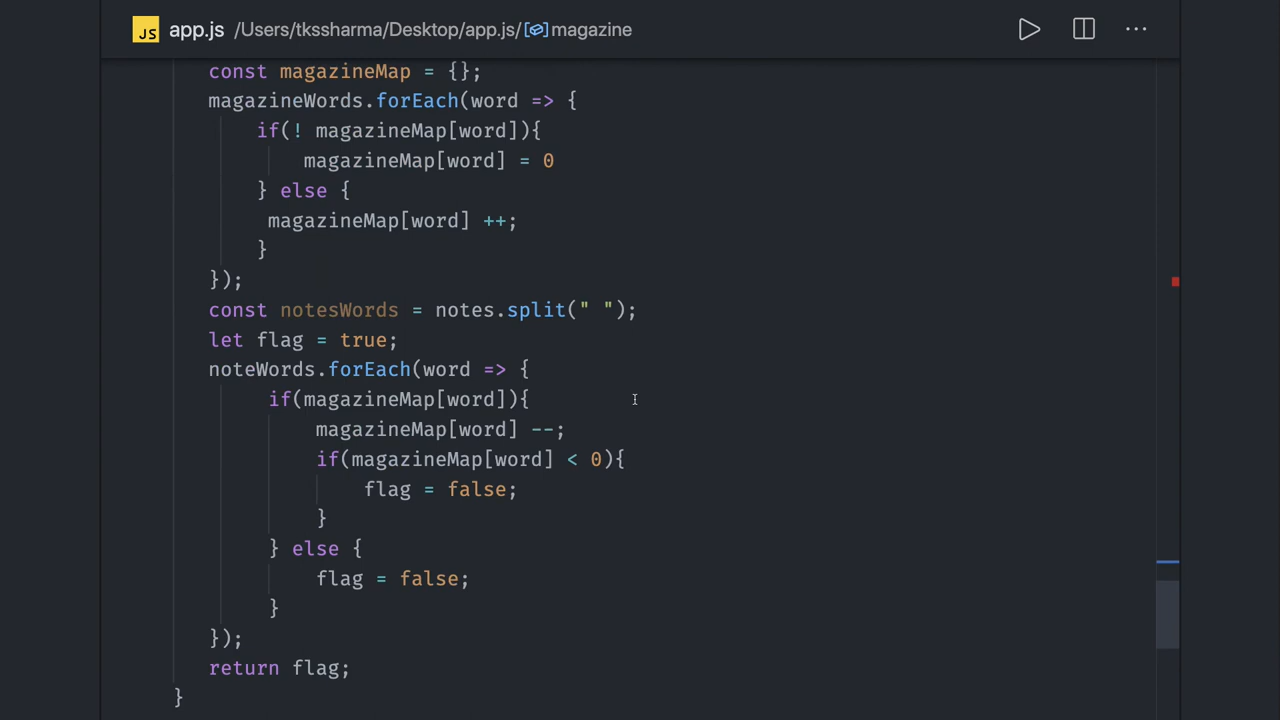 JS app.js /Users/tkssharma/Desktop/app.js/magazine
const magazineMap = {};
magazineWords.forEach(word => {
if(! magazineMap[word]){
magazineMap[word] = 0
} else {
magazineMap[word] ++;
}
});
const notesWords = notes.split(" ");
let flag = true;
noteWords.forEach(word => {
if(magazineMap[word]){
magazineMap[word] --;
if(magazineMap[word] < 0){
flag = false;
}
} else {
flag = false;
}
});
return flag;
}